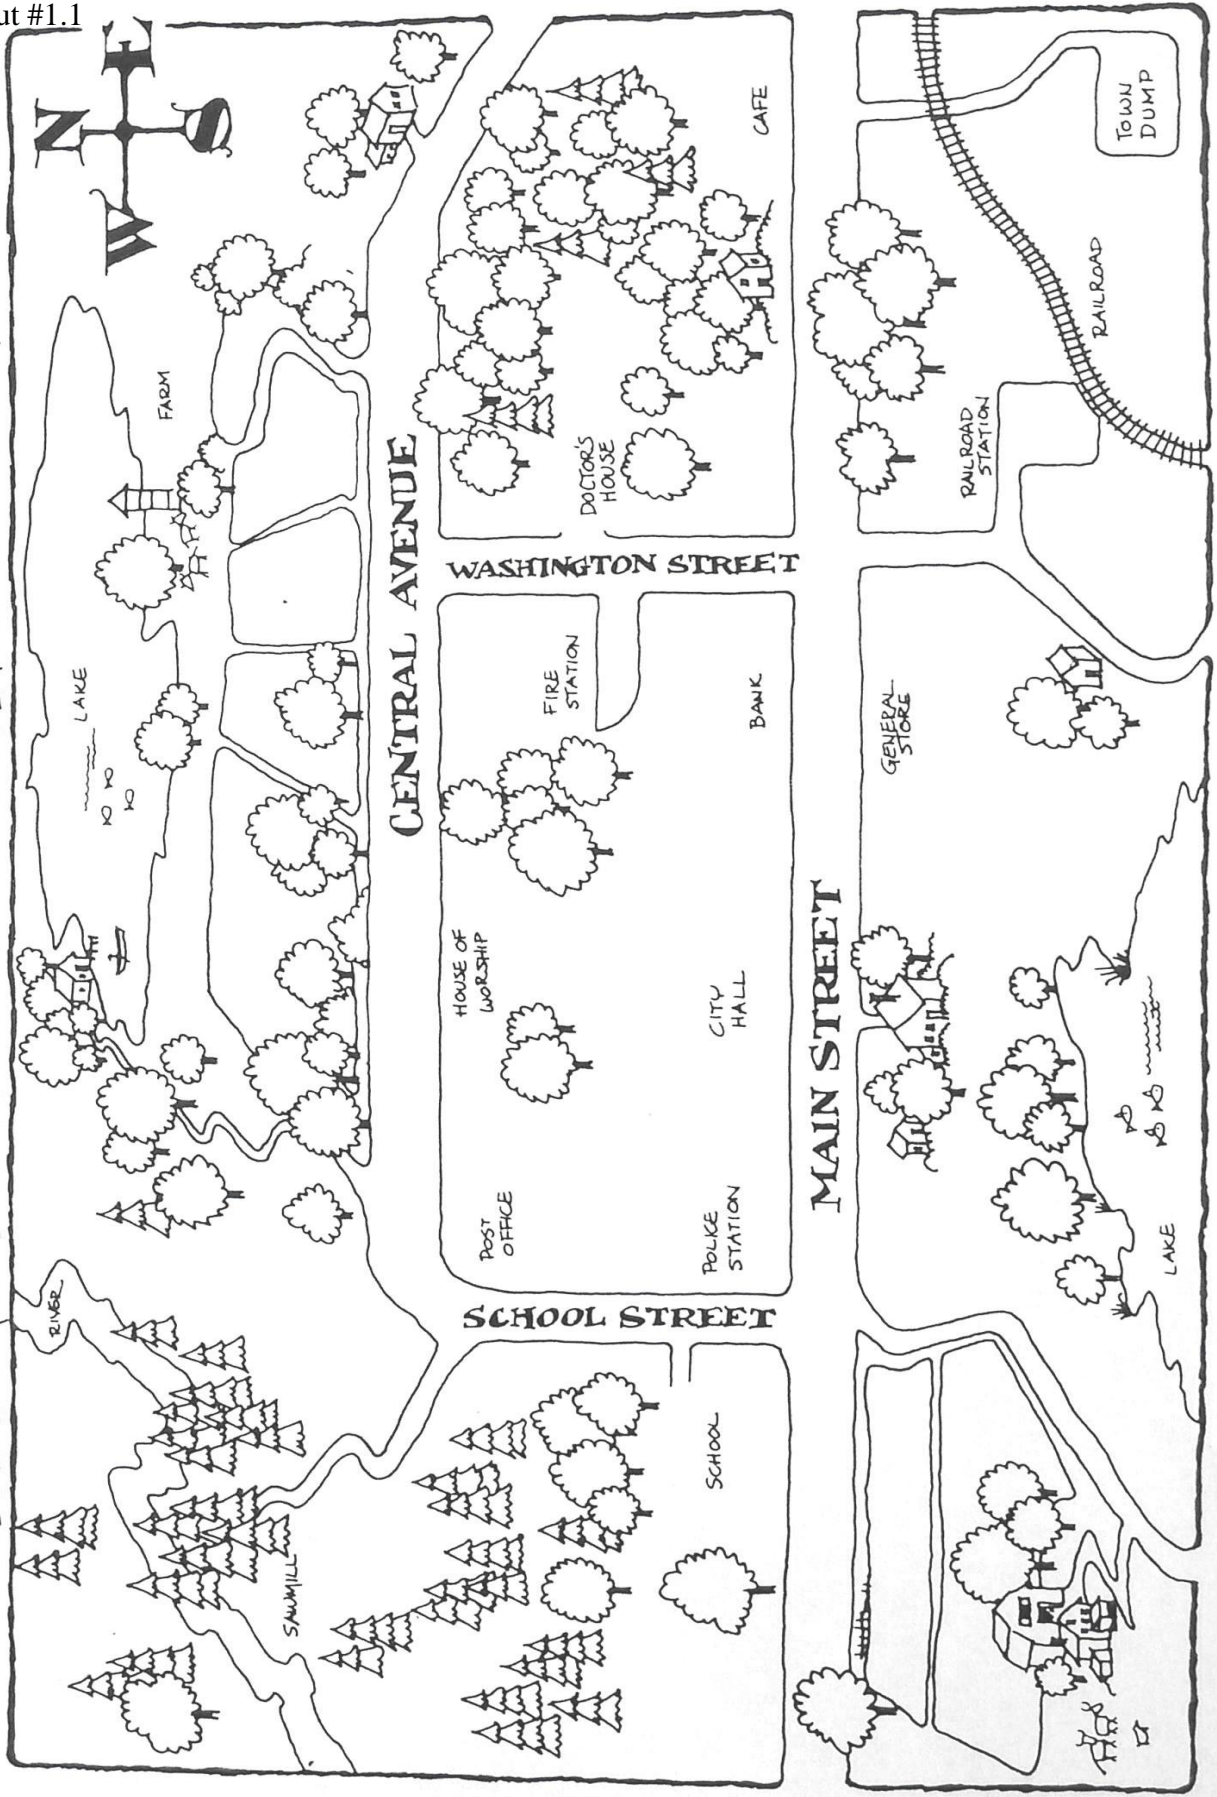 ut #1.1
N
E
S
W
RIVER
LAKE
FARM
SAWMILL
CENTRAL AVENUE
POST
OFFICE
HOUSE OF
WORSHIP
FIRE
STATION
DOCTOR'S
HOUSE
SCHOOL STREET
WASHINGTON STREET
SCHOOL
POLICE
STATION
CITY
HALL
BANK
CAFE
MAIN STREET
GENERAL
STORE
RAILROAD
STATION
RAILROAD
TOWN
DUMP
LAKE